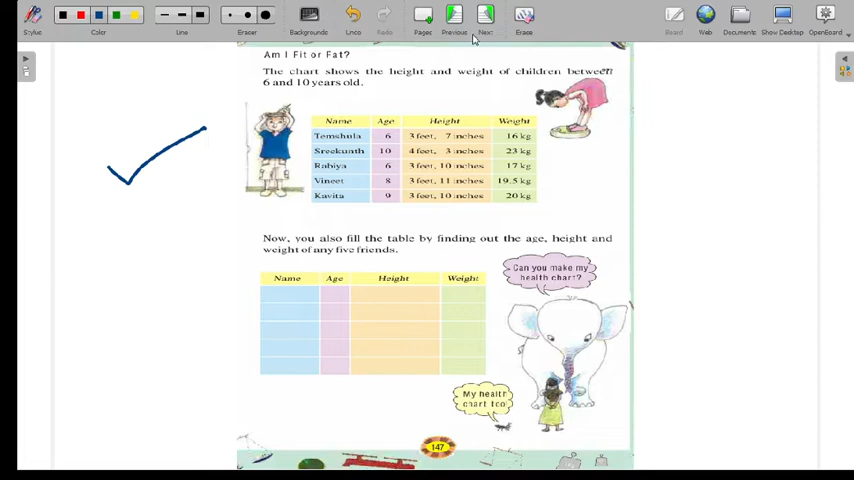 Stylus
Color
Line
Eraser
Backgrounds
Undo
Redo
Pages
Previous
Next
Erase
Board
Web
Documents
Show Desktop
OpenBoard
Am I Fit or Fat?
The chart shows the height and weight of children between
6 and 10 years old.
Name Age Height Weight
Temshula 6 3 feet, 7 inches 16 kg
Sreekunth 10 4 feet, 3 inches 23 kg
Rabiya 6 3 feet, 10 inches 17 kg
Vineet 8 3 feet, 11 inches 19.5 kg
Kavita 9 3 feet, 10 inches 20 kg
Now, you also fill the table by finding out the age, height and
weight of any five friends.
Name Age Height Weight
Can you make my
health chart?
My health
chart too
147